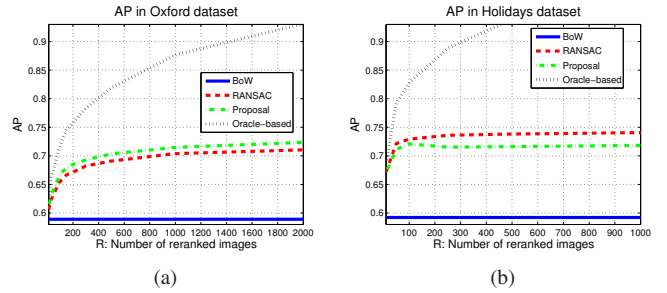 AP in Oxford dataset
0.9
0.85
0.8
0.75
0.7
0.65
0.6
AP
BoW
RANSAC
Proposal
Oracle−based
200 400 600 800 1000 1200 1400 1600 1800 2000
R: Number of reranked images
(a)
AP in Holidays dataset
0.9
0.85
0.8
0.75
0.7
0.65
0.6
AP
BoW
RANSAC
Proposal
Oracle−based
100 200 300 400 500 600 700 800 900 1000
R: Number of reranked images
(b)